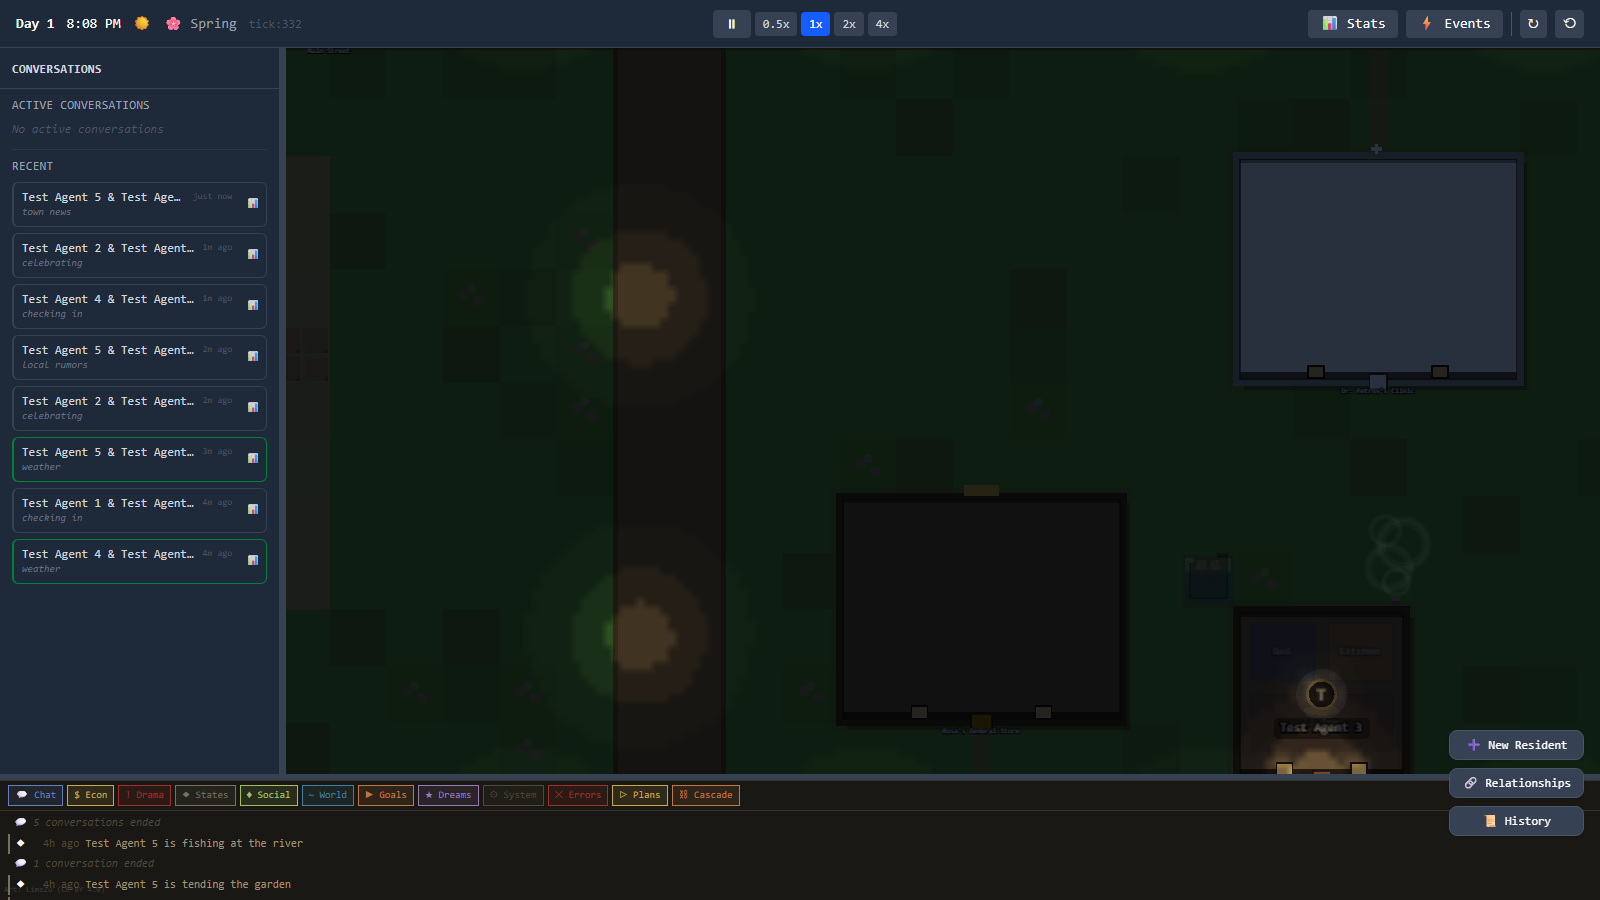 Day 1 8:08 PM Spring tick:332
0.5x 1x 2x 4x
Stats Events
CONVERSATIONS
ACTIVE CONVERSATIONS
No active conversations
RECENT
Test Agent 5 & Test Age… just now
town news
Test Agent 2 & Test Agent… 1m ago
celebrating
Test Agent 4 & Test Agent… 1m ago
checking in
Test Agent 5 & Test Agent… 2m ago
local rumors
Test Agent 2 & Test Agent… 2m ago
celebrating
Test Agent 5 & Test Agent… 3m ago
weather
Test Agent 1 & Test Agent… 4m ago
checking in
Test Agent 4 & Test Agent… 4m ago
weather
Main Street
Rosa's General Store
Kitchen
T
Test Agent 3
New Resident
Relationships
History
Chat $ Econ ! Drama States Social ~ World Goals Dreams System Errors Plans Cascade
5 conversations ended
4h ago Test Agent 5 is fishing at the river
1 conversation ended
4h ago Test Agent 5 is tending the garden